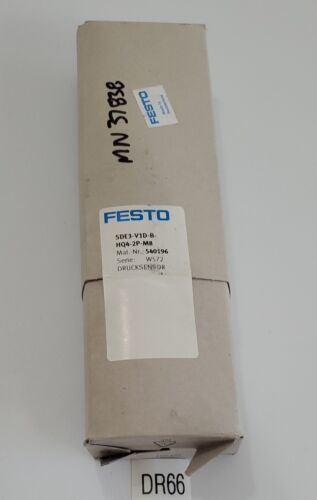 MN 37838
FESTO
FESTO
SDE3-V1D-B-
HQ4-2P-M8
Mat.-Nr.: 540196
Serie: W572
DRUCKSENSOR
DR66